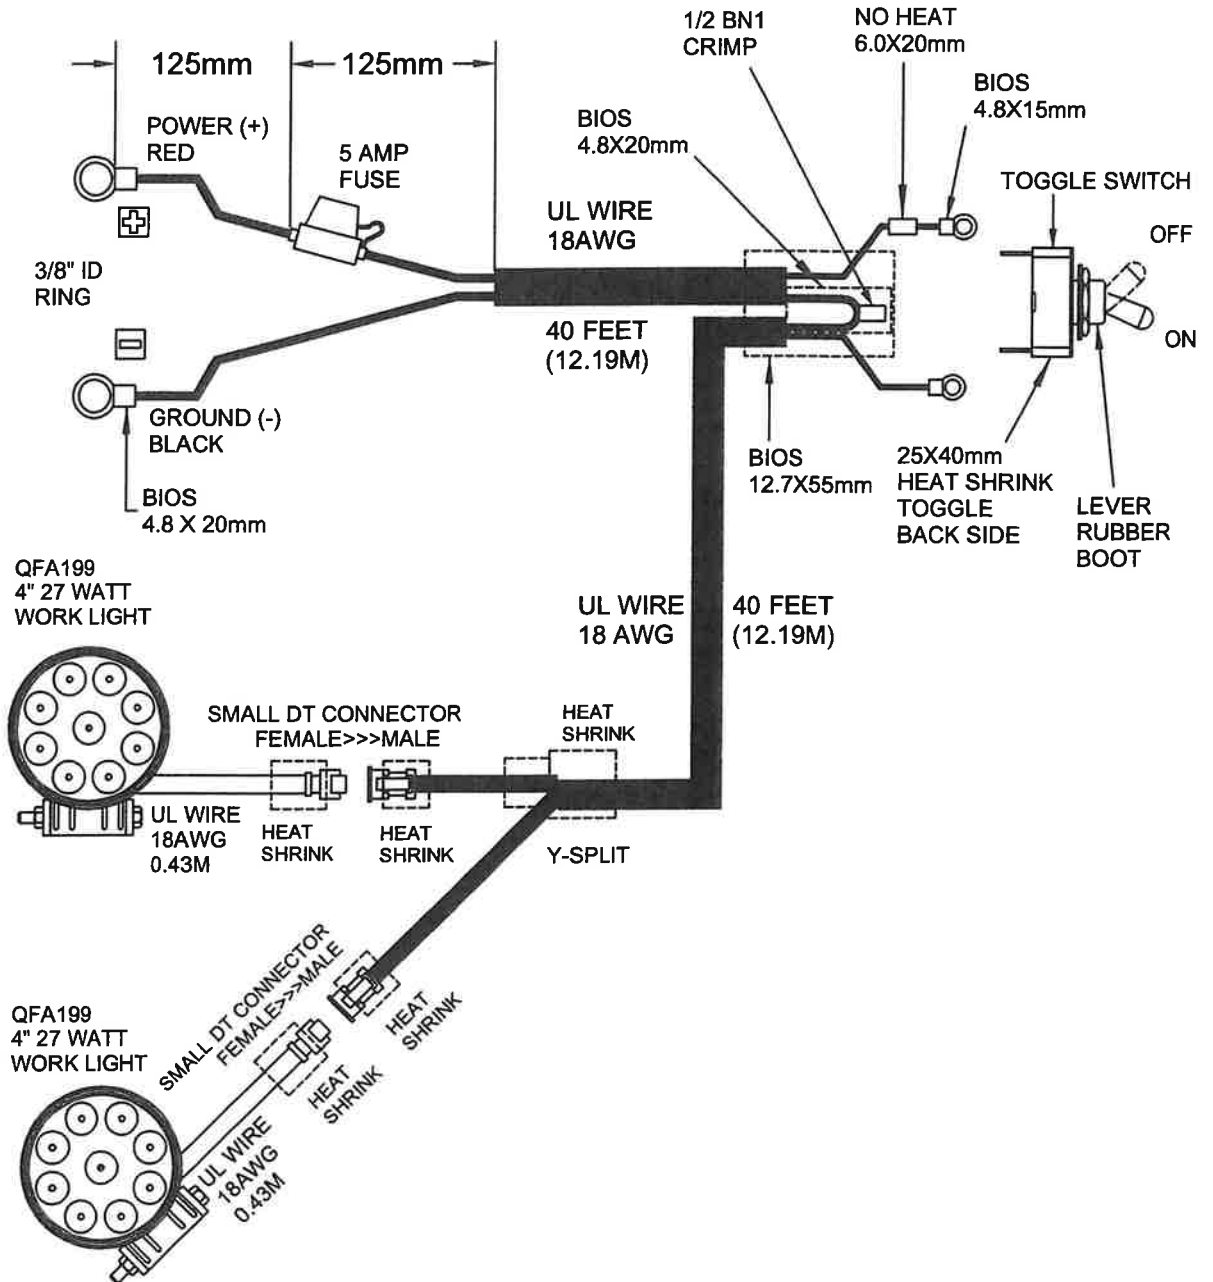 1/2 BN1
CRIMP
NO HEAT
6.0X20mm
125mm
125mm
BIOS
4.8X15mm
POWER (+)
RED
5 AMP
FUSE
BIOS
4.8X20mm
TOGGLE SWITCH
UL WIRE
18AWG
OFF
3/8" ID
RING
40 FEET
(12.19M)
ON
GROUND (-)
BLACK
BIOS
12.7X55mm
25X40mm
HEAT SHRINK
TOGGLE
BACK SIDE
LEVER
RUBBER
BOOT
BIOS
4.8 X 20mm
QFA199
4" 27 WATT
WORK LIGHT
UL WIRE
18 AWG
40 FEET
(12.19M)
SMALL DT CONNECTOR
FEMALE>>>MALE
HEAT
SHRINK
UL WIRE
18AWG
0.43M
HEAT
SHRINK
HEAT
SHRINK
Y-SPLIT
QFA199
4" 27 WATT
WORK LIGHT
SMALL DT CONNECTOR
FEMALE>>>MALE
HEAT
SHRINK
HEAT
SHRINK
UL WIRE
18AWG
0.43M